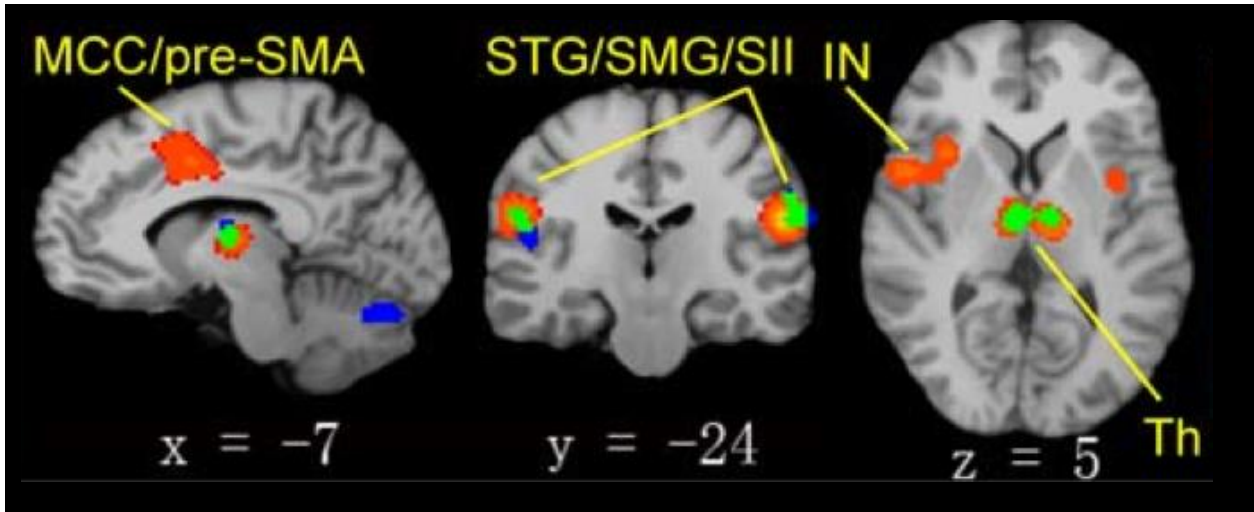 MCC/pre-SMA
STG/SMG/SII
IN
Th
x = -7
y = -24
z = 5